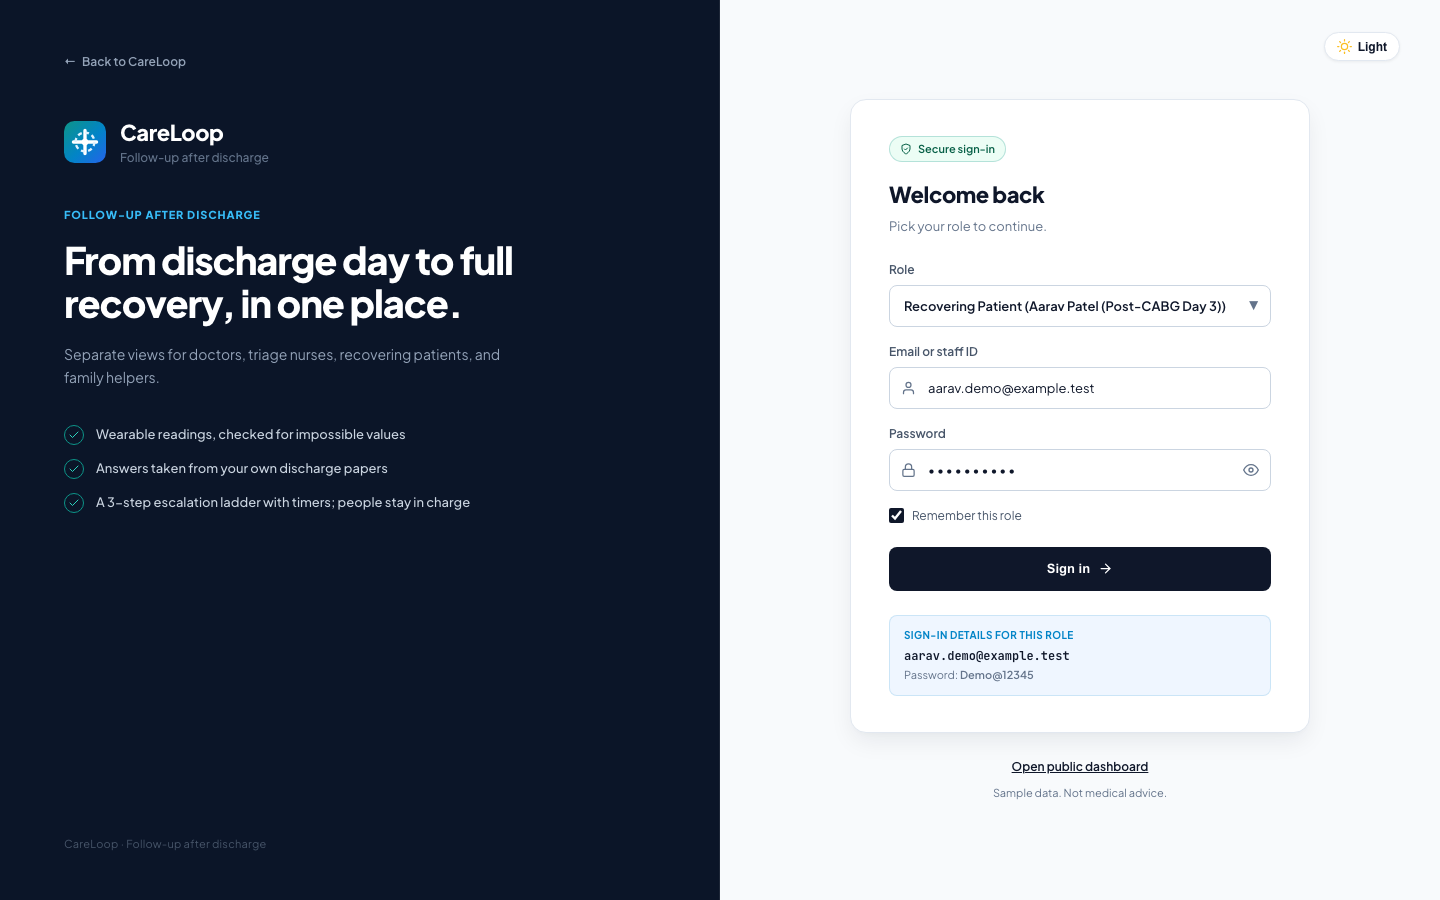 ← Back to CareLoop
CareLoop
Follow-up after discharge
FOLLOW-UP AFTER DISCHARGE
From discharge day to full
recovery, in one place.
Separate views for doctors, triage nurses, recovering patients, and
family helpers.
Wearable readings, checked for impossible values
Answers taken from your own discharge papers
A 3-step escalation ladder with timers; people stay in charge
CareLoop · Follow-up after discharge
Light
Secure sign-in
Welcome back
Pick your role to continue.
Role
Recovering Patient (Aarav Patel (Post-CABG Day 3))
Email or staff ID
aarav.demo@example.test
Password
••••••••••
Remember this role
Sign in →
SIGN-IN DETAILS FOR THIS ROLE
aarav.demo@example.test
Password: Demo@12345
Open public dashboard
Sample data. Not medical advice.